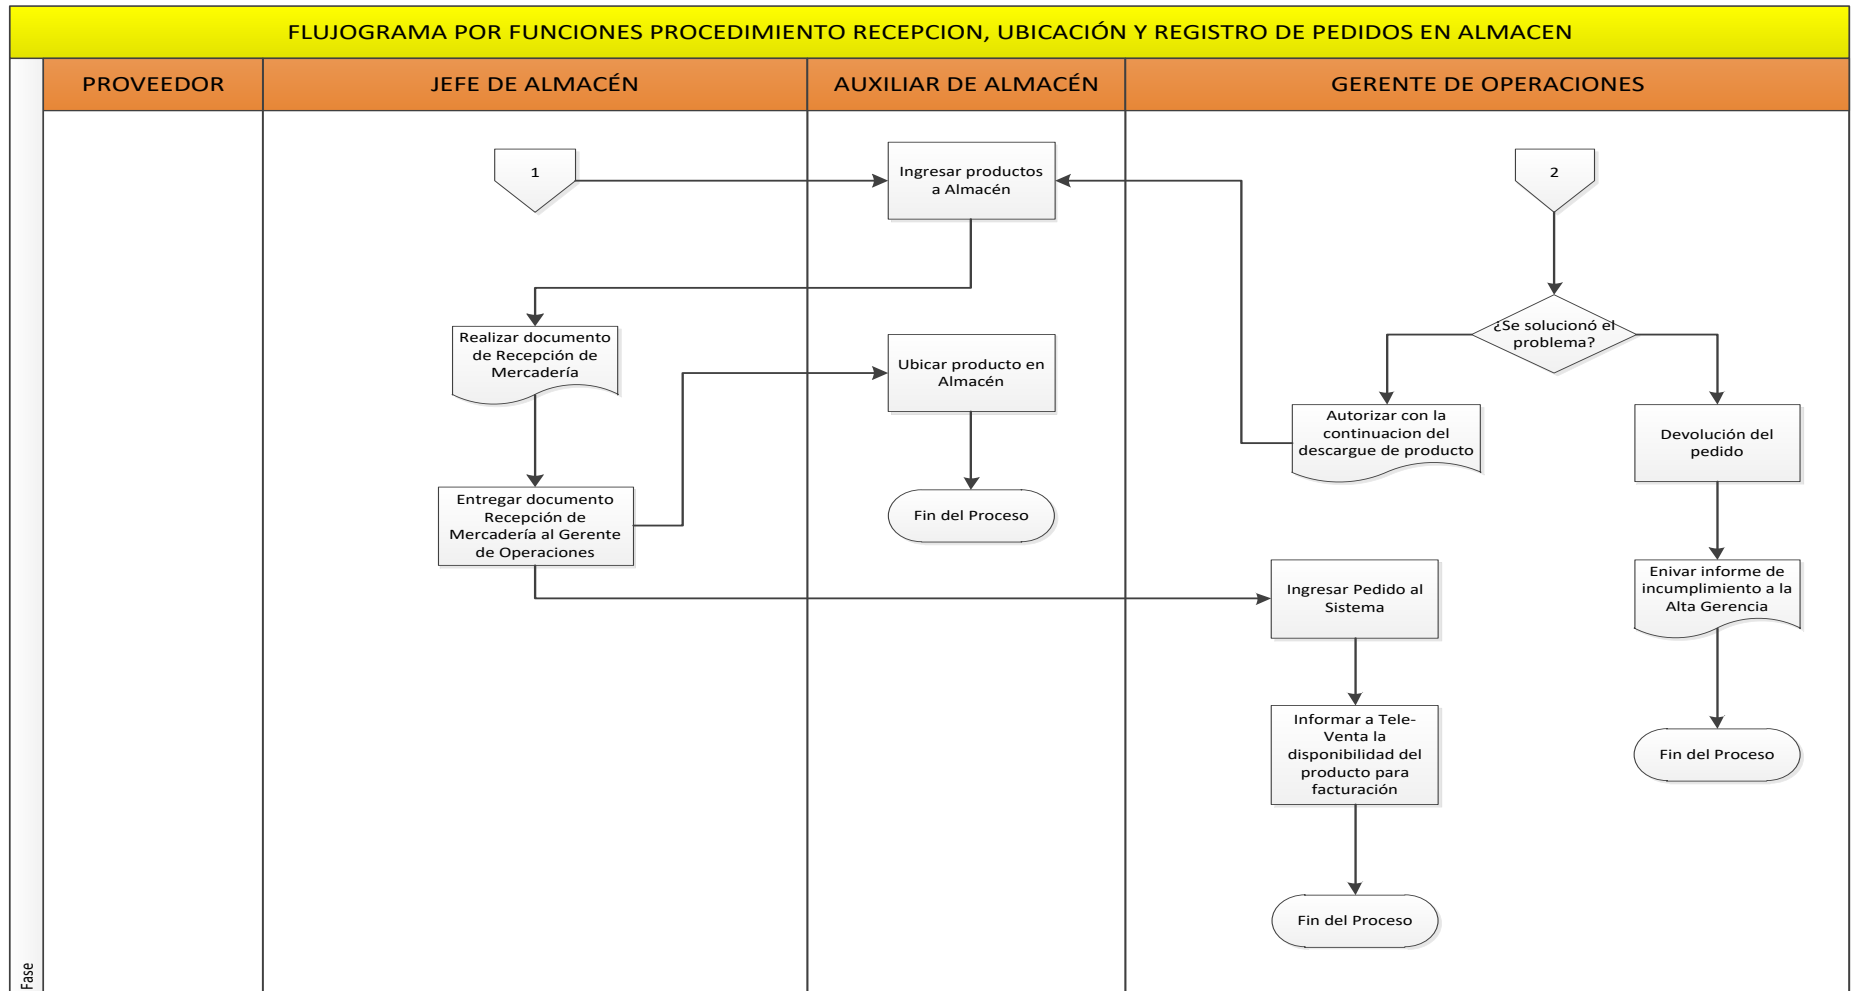 FLUJOGRAMA POR FUNCIONES PROCEDIMIENTO RECEPCION, UBICACIÓN Y REGISTRO DE PEDIDOS EN ALMACEN
PROVEEDOR
JEFE DE ALMACÉN
AUXILIAR DE ALMACÉN
GERENTE DE OPERACIONES
1
Ingresar productos
a Almacén
2
¿Se solucionó el
problema?
Realizar documento
de Recepción de
Mercadería
Ubicar producto en
Almacén
Autorizar con la
continuacion del
descargue de producto
Devolución del
pedido
Entregar documento
Recepción de
Mercadería al Gerente
de Operaciones
Fin del Proceso
Ingresar Pedido al
Sistema
Enivar informe de
incumplimiento a la
Alta Gerencia
Informar a Tele-
Venta la
disponibilidad del
producto para
facturación
Fin del Proceso
Fin del Proceso
Fase